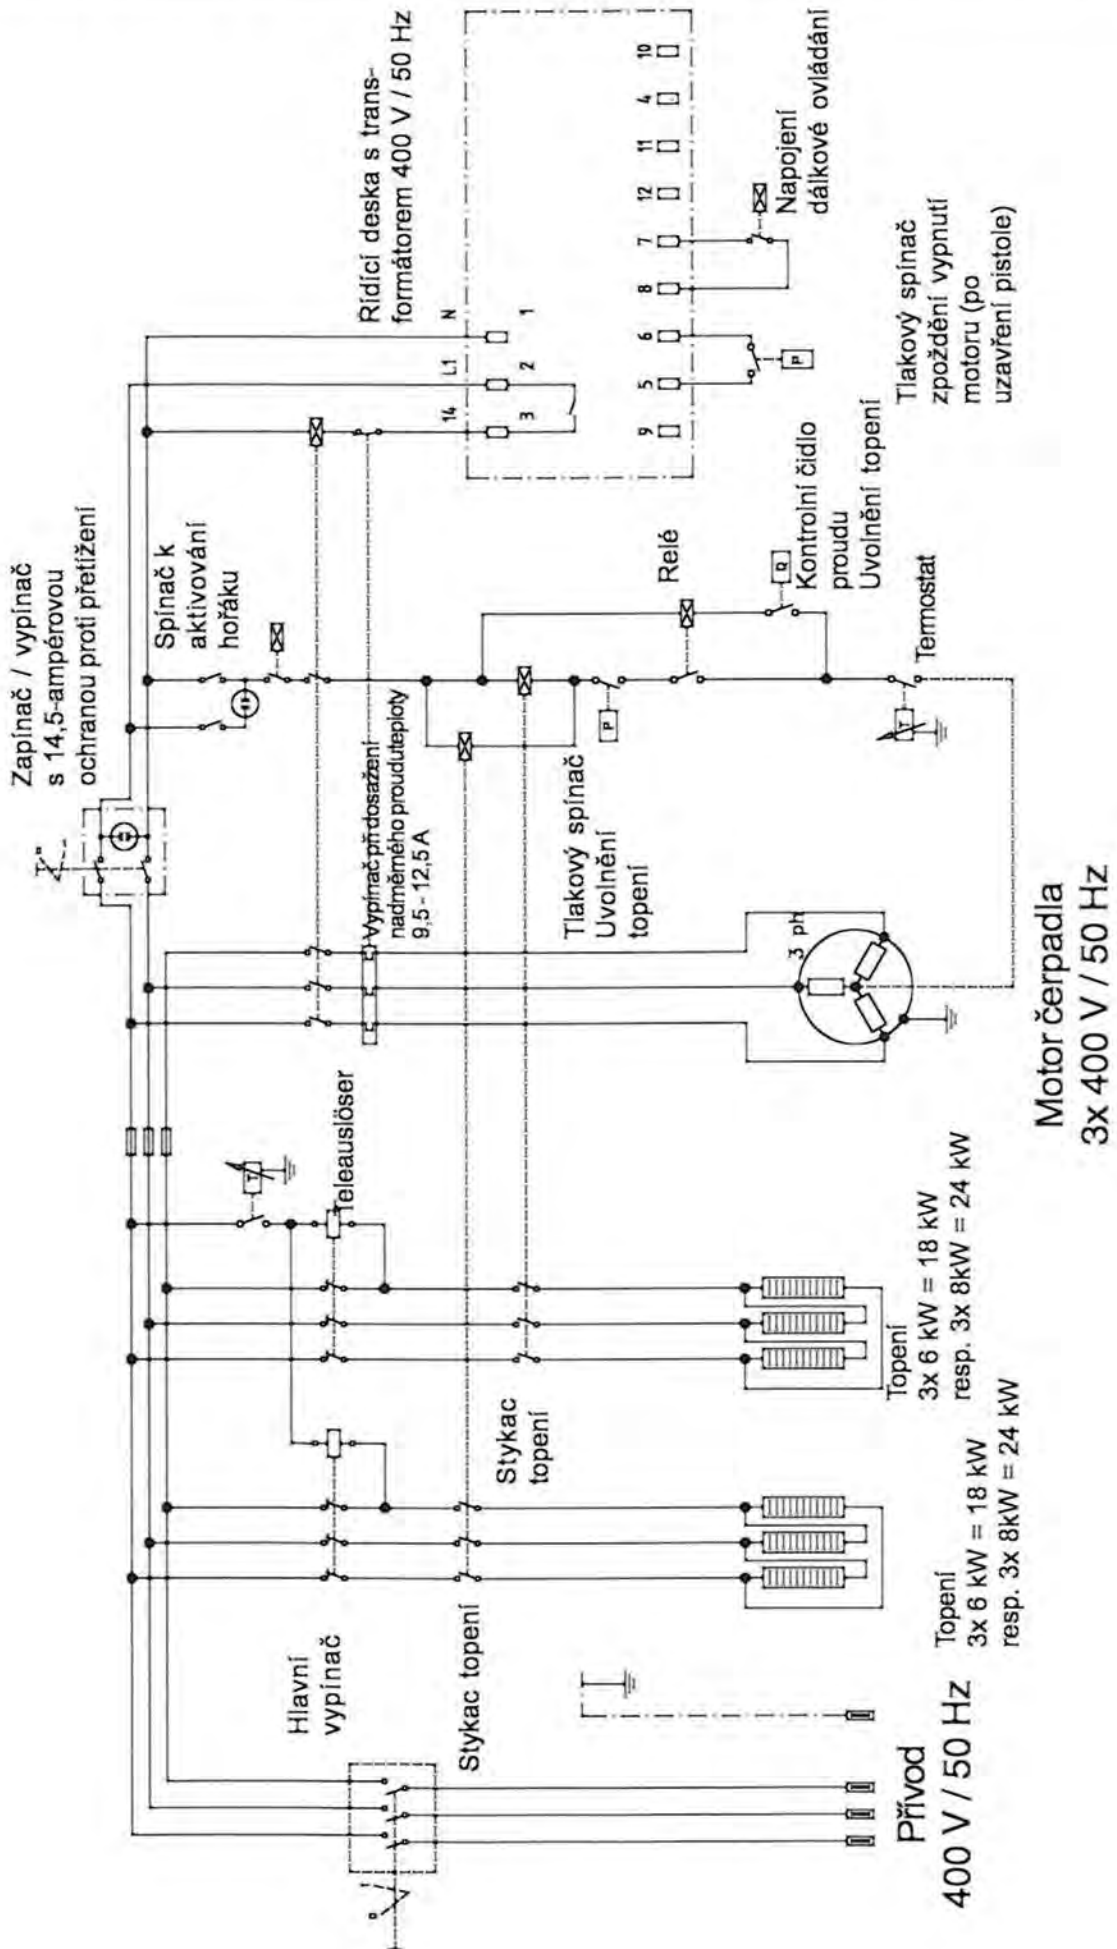 Přívod
400 V / 50 Hz
Hlavní
vypínač
Stykac topení
Topení
3x 6 kW = 18 kW
resp. 3x 8kW = 24 kW
Stykac
topení
Topení
3x 6 kW = 18 kW
resp. 3x 8kW = 24 kW
T
Teleauslöser
Motor čerpadla
3x 400 V / 50 Hz
3 ph
Zapínač / vypínač
s 14,5-ampérovou
ochranou proti přetížení
Vypínač při dosažení
nadměrného prouduteploty
9,5 - 12,5 A
Spínač k
aktivování
hořáku
Tlakový spínač
Uvolnění
topení
P
Relé
Q
Kontrolní čidlo
proudu
Uvolnění topení
T
Termostat
Rídící deska s trans-
formátorem 400 V / 50 Hz
14 L1 N
3 2 1
9 5 6 8 7 12 11 4 10
P
Napojení
dálkové ovládání
Tlakový spínač
zpoždění vypnutí
motoru (po
uzavření pistole)